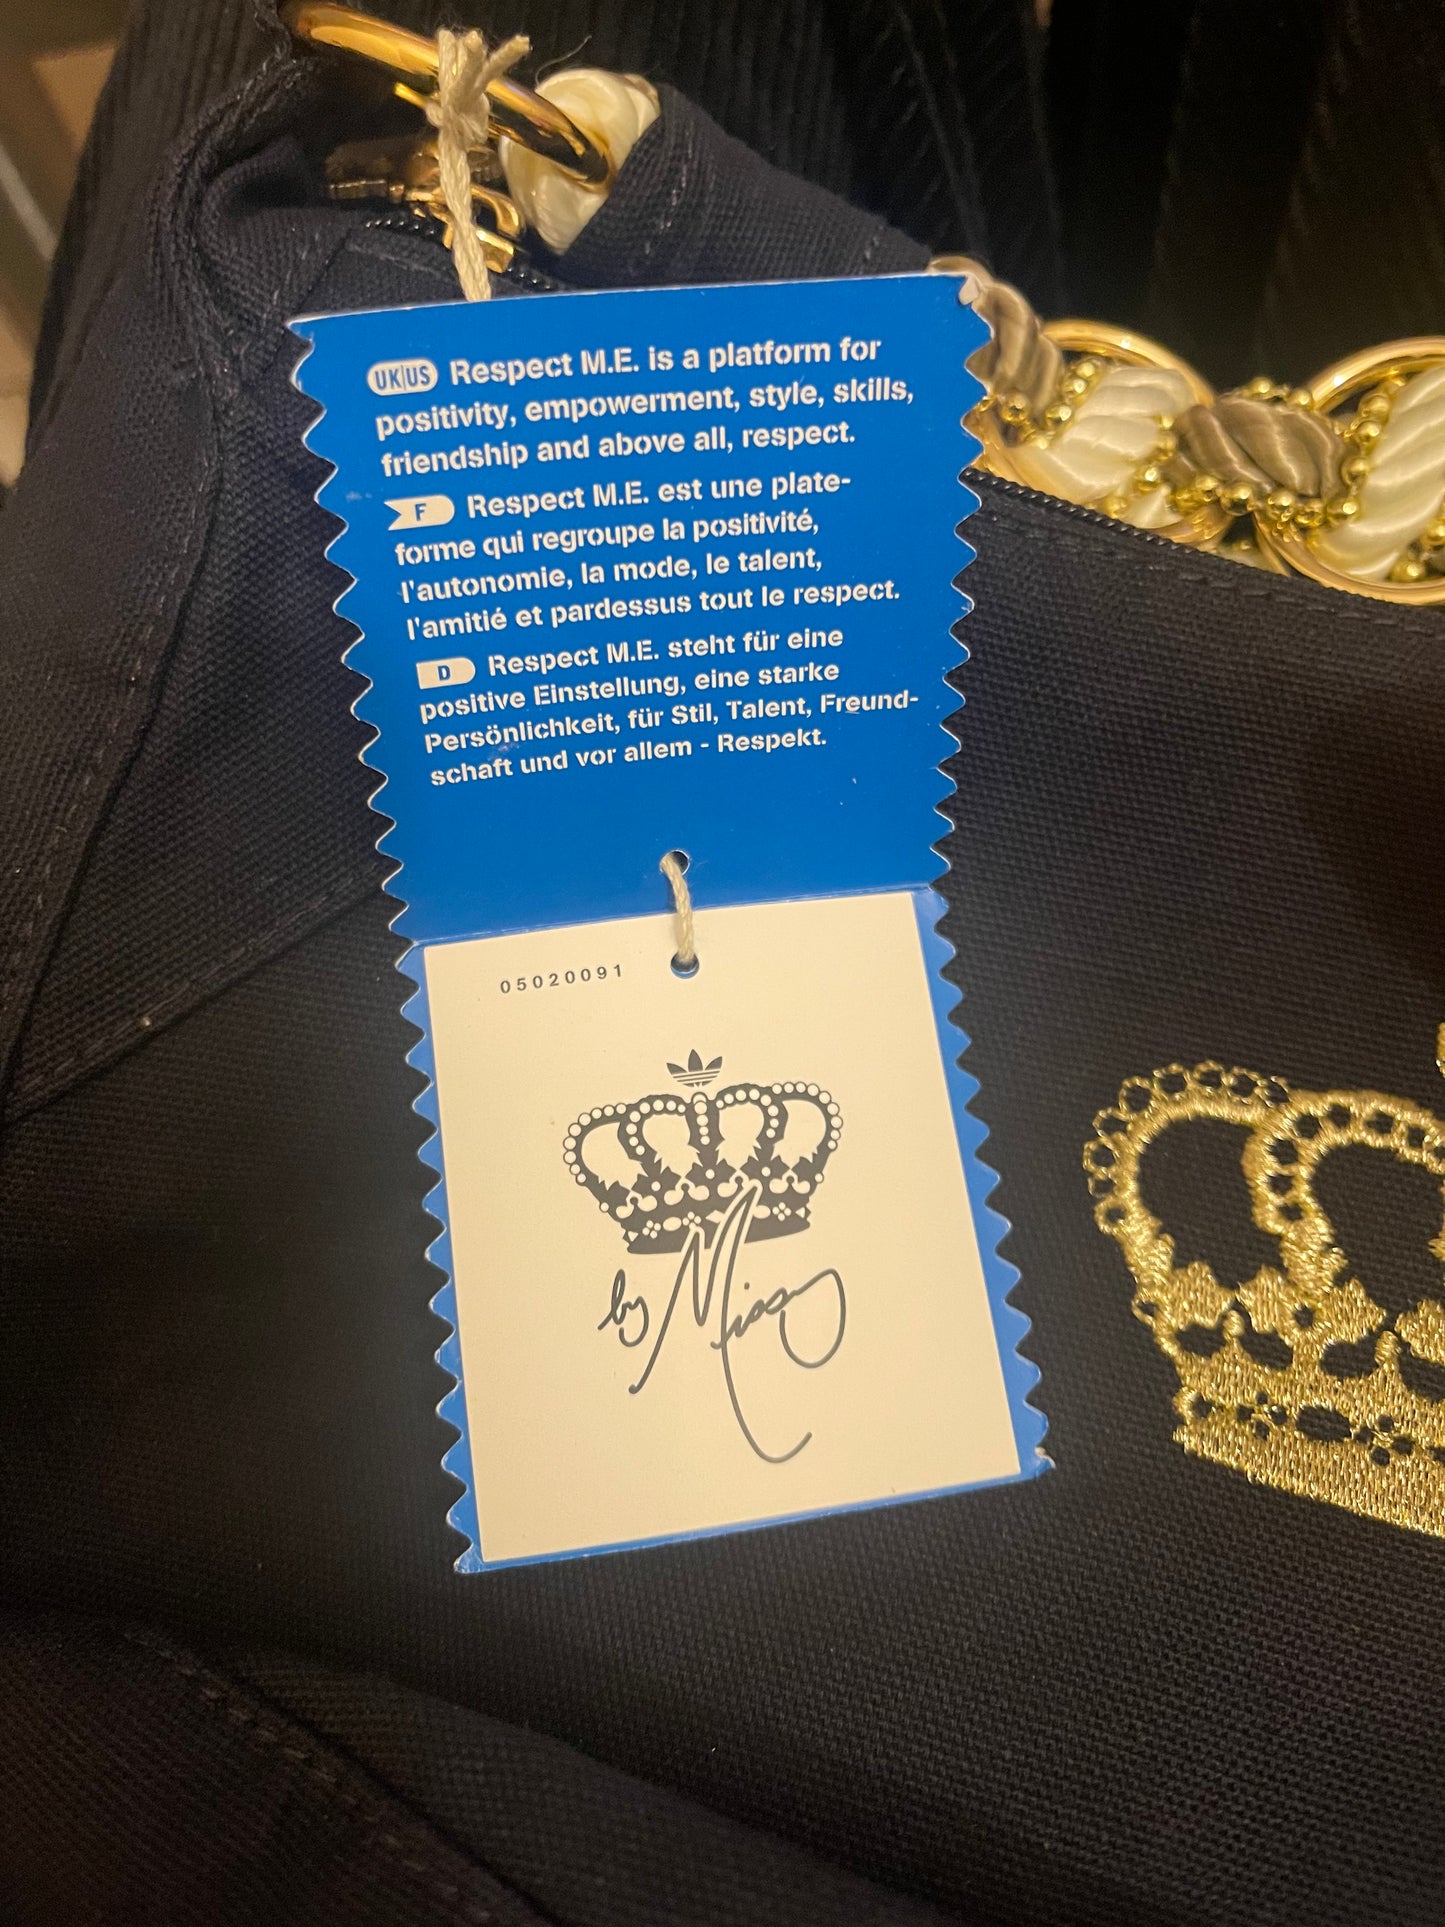 UK|US Respect M.E. is a platform for
positivity, empowerment, style, skills,
friendship and above all, respect.
F Respect M.E. est une plate-
forme qui regroupe la positivité,
l'autonomie, la mode, le talent,
l'amitié et pardessus tout le respect.
D Respect M.E. steht für eine
positive Einstellung, eine starke
Persönlichkeit, für Stil, Talent, Freund-
schaft und vor allem - Respekt.
05020091
by Missy